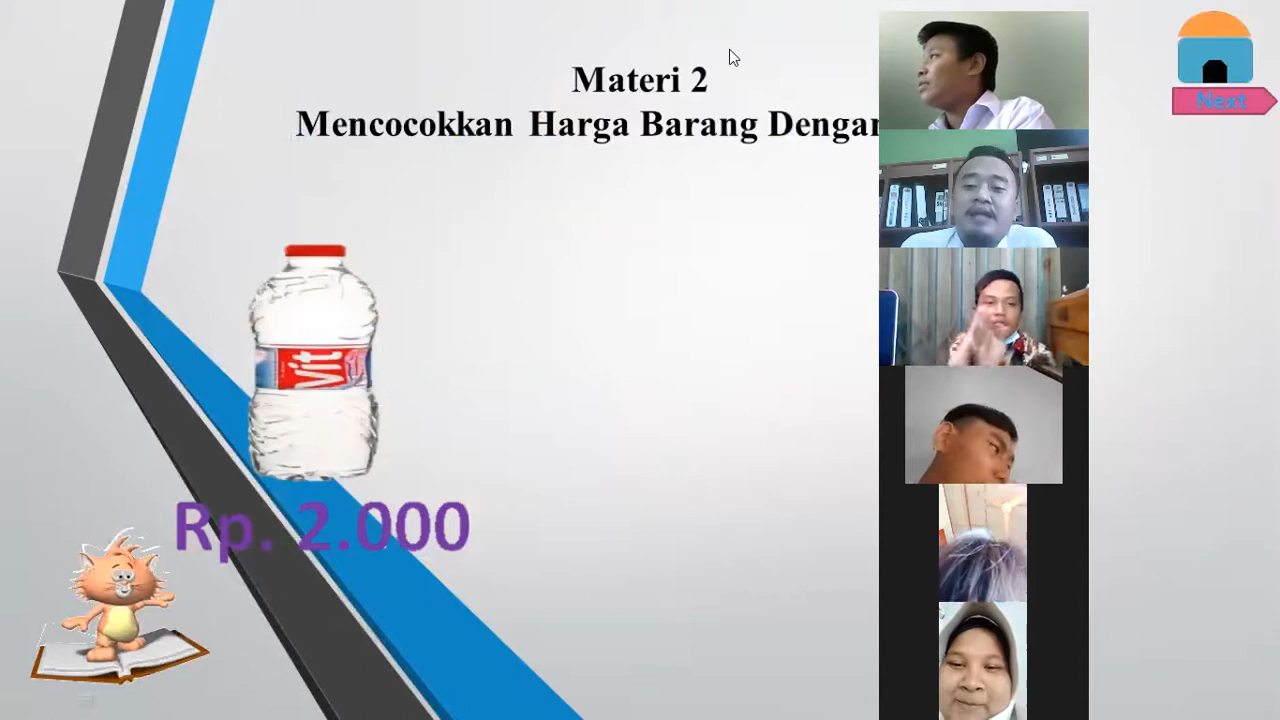 Materi 2
Mencocokkan Harga Barang Dengan
Next
Vit
Rp. 2.000